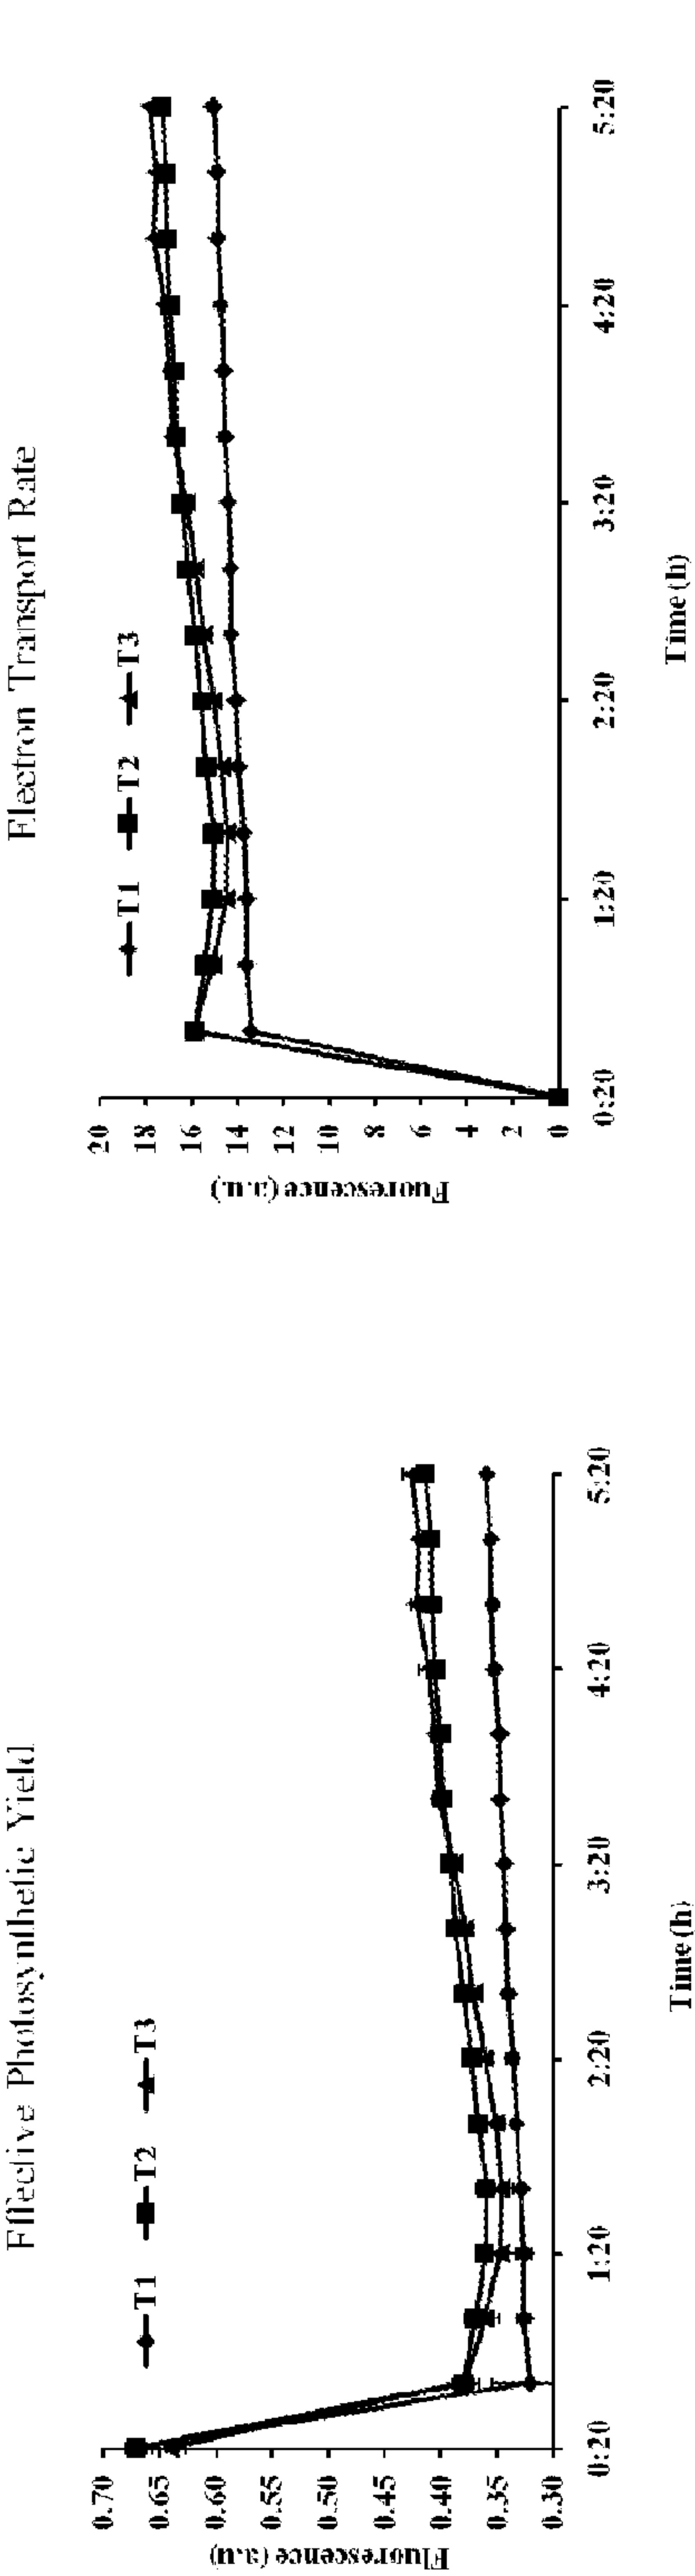 Effective Photosynthetic Yield
T1 T2 T3
Fluorescence (a.u)
0.70
0.65
0.60
0.55
0.50
0.45
0.40
0.35
0.30
0:20 1:20 2:20 3:20 4:20 5:20
Time (h)
Electron Transport Rate
T1 T2 T3
Fuorescence (a.u.)
20
18
16
14
12
10
8
6
4
2
0
0:20 1:20 2:20 3:20 4:20 5:20
Time (h)